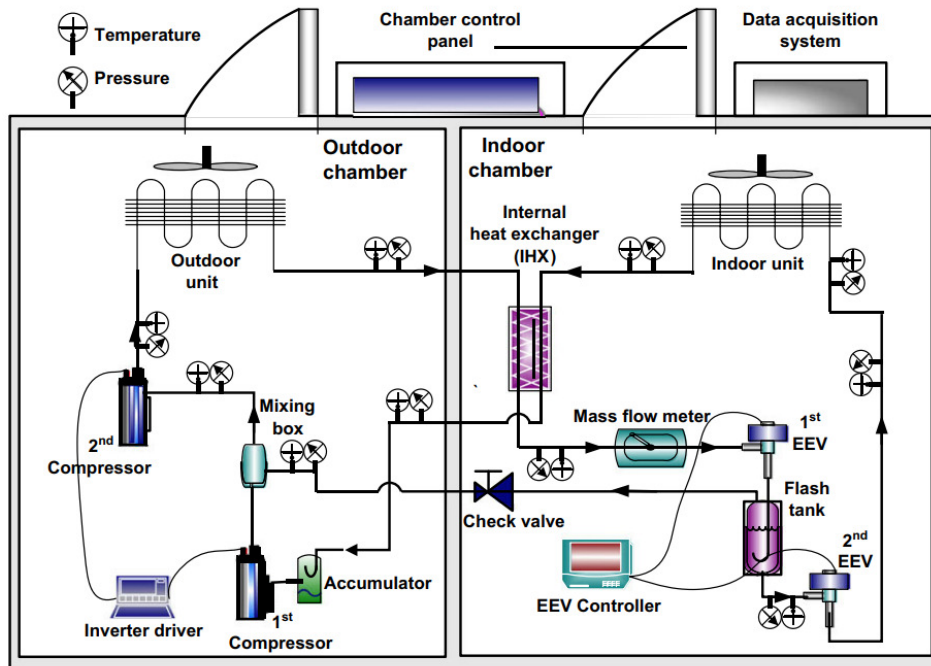 Temperature
Pressure
Chamber control
panel
Data acquisition
system
Outdoor
chamber
Indoor
chamber
Internal
heat exchanger
(IHX)
Outdoor
unit
Indoor unit
Mixing
box
2nd
Compressor
Mass flow meter
1st
EEV
Flash
tank
Check valve
2nd
EEV
Accumulator
EEV Controller
Inverter driver
1st
Compressor